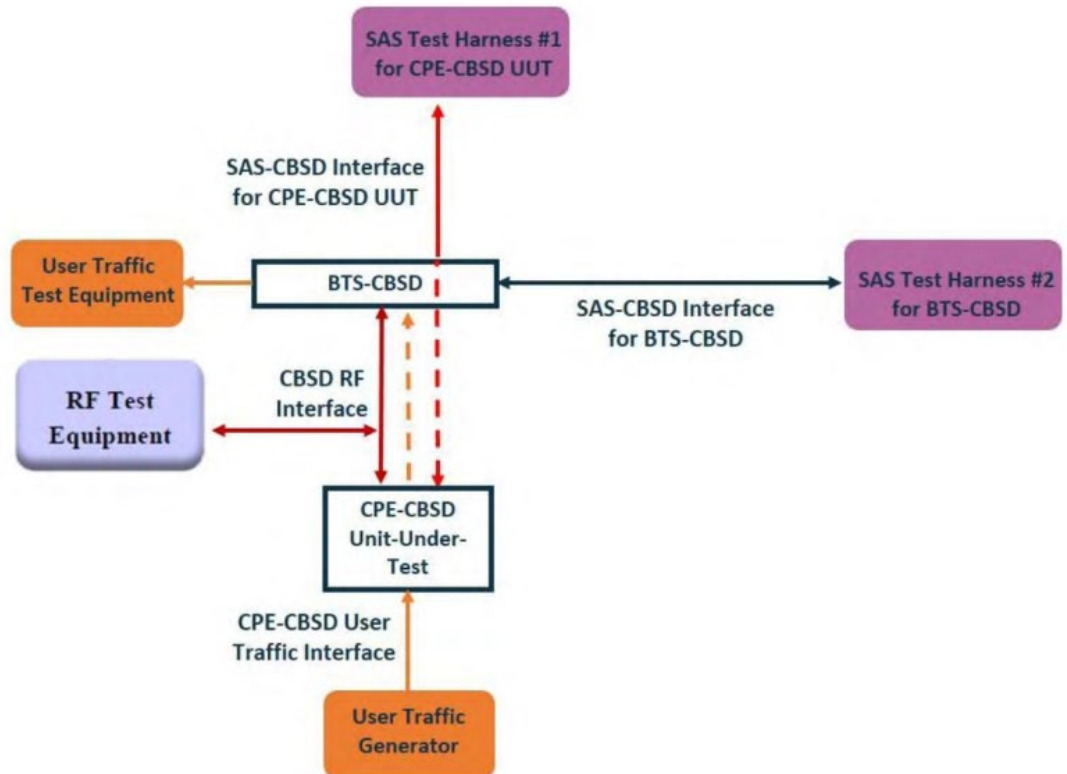 SAS Test Harness #1
for CPE-CBSD UUT
SAS-CBSD Interface
for CPE-CBSD UUT
User Traffic
Test Equipment
BTS-CBSD
SAS Test Harness #2
for BTS-CBSD
SAS-CBSD Interface
for BTS-CBSD
RF Test
Equipment
CBSD RF
Interface
CPE-CBSD
Unit-Under-
Test
CPE-CBSD User
Traffic Interface
User Traffic
Generator